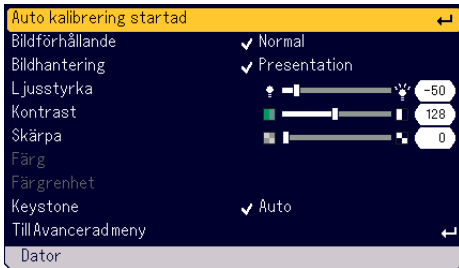 Auto kalibrering startad
Bildförhållande Normal
Bildhantering Presentation
Ljusstyrka -50
Kontrast 128
Skärpa 0
Färg
Färgrenhet
Keystone Auto
Till Avancerad meny
Dator